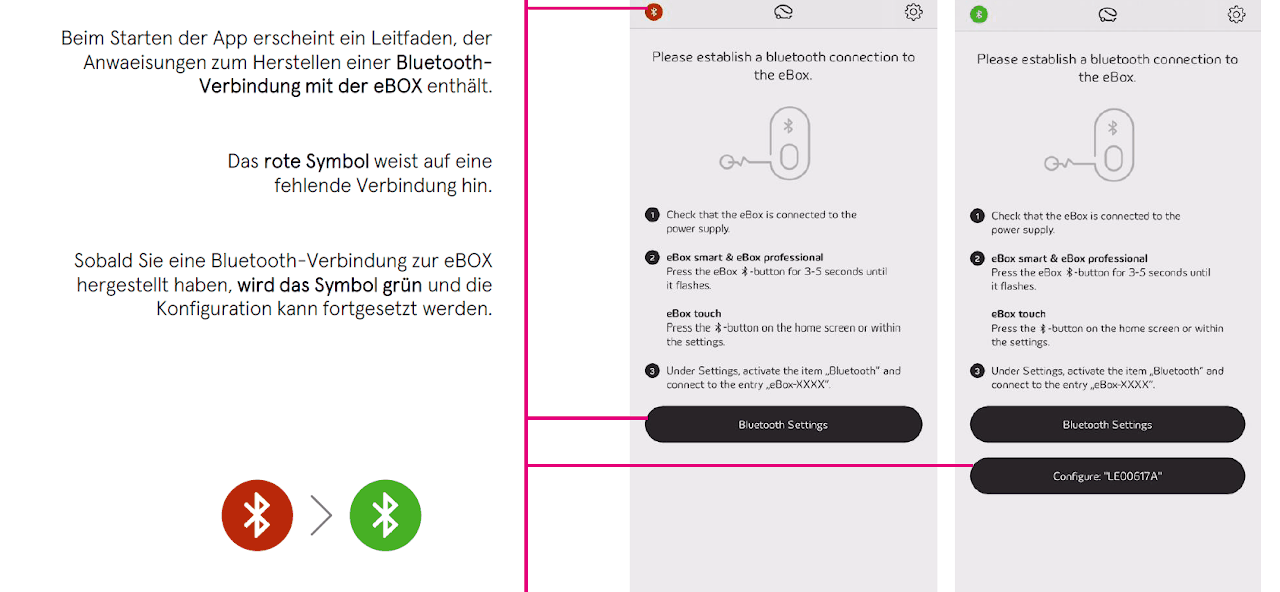 Beim Starten der App erscheint ein Leitfaden, der
Anwaeisungen zum Herstellen einer Bluetooth-
Verbindung mit der eBOX enthält.
Das rote Symbol weist auf eine
fehlende Verbindung hin.
Sobald Sie eine Bluetooth-Verbindung zur eBOX
hergestellt haben, wird das Symbol grün und die
Konfiguration kann fortgesetzt werden.
Please establish a bluetooth connection to
the eBox.
1 Check that the eBox is connected to the
power supply.
2 eBox smart & eBox professional
Press the eBox -button for 3-5 seconds until
it flashes.
eBox touch
Press the -button on the home screen or within
the settings.
3 Under Settings, activate the item „Bluetooth" and
connect to the entry „eBox-XXXX".
Bluetooth Settings
Please establish a bluetooth connection to
the eBox.
1 Check that the eBox is connected to the
power supply.
2 eBox smart & eBox professional
Press the eBox -button for 3-5 seconds until
it flashes.
eBox touch
Press the -button on the home screen or within
the settings.
3 Under Settings, activate the item „Bluetooth" and
connect to the entry „eBox-XXXX".
Bluetooth Settings
Configure: "LE00617A"